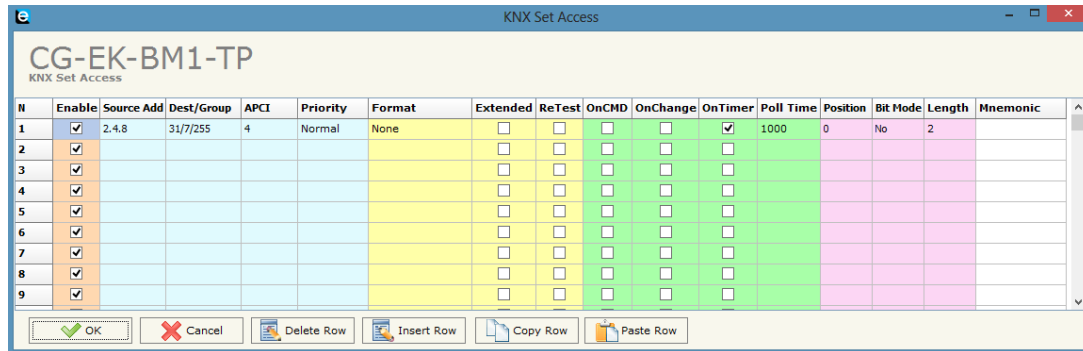 KNX Set Access
CG-EK-BM1-TP
KNX Set Access
N Enable Source Add Dest/Group APCI Priority Format Extended ReTest OnCMD OnChange OnTimer Poll Time Position Bit Mode Length Mnemonic
1 2.4.8 31/7/255 4 Normal None 1000 0 No 2
2
3
4
5
6
7
8
9
OK Cancel Delete Row Insert Row Copy Row Paste Row